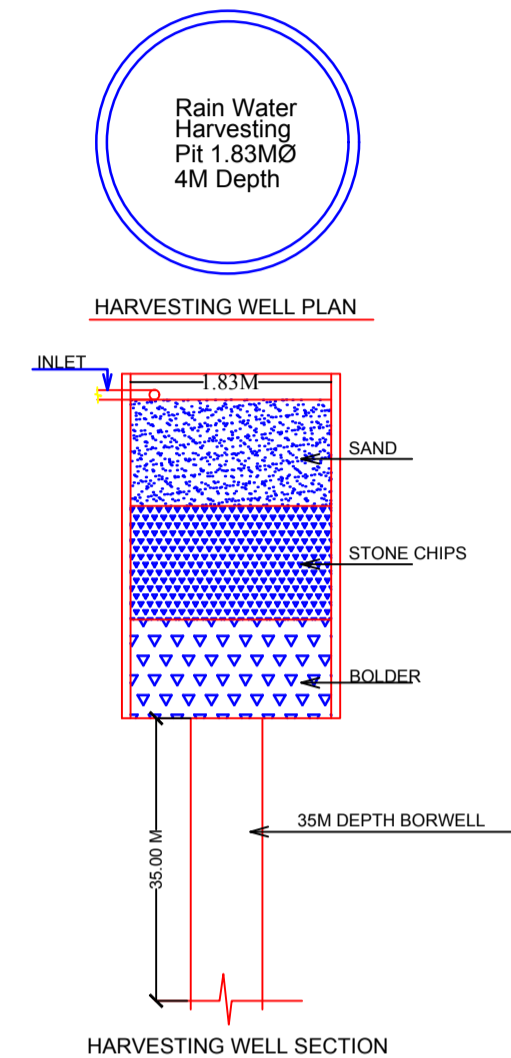 Rain Water
Harvesting
Pit 1.83MØ
4M Depth
HARVESTING WELL PLAN
INLET
1.83M
SAND
STONE CHIPS
BOLDER
35M DEPTH BORWELL
35.00 M
HARVESTING WELL SECTION